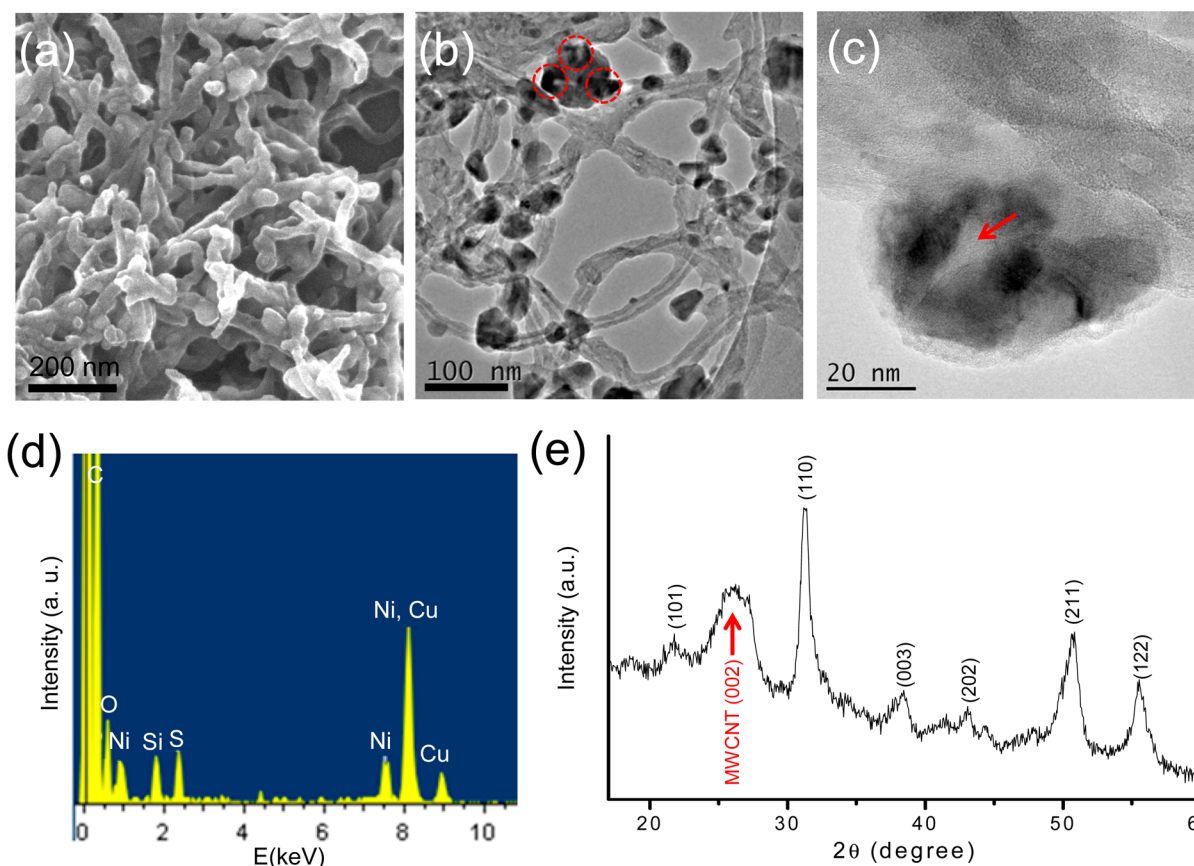 (a)
200 nm
(b)
100 nm
(c)
20 nm
(d)
Intensity (a. u.)
C
O
Ni
Si
S
Ni
Ni, Cu
Cu
0 2 4 6 8 10
E(keV)
(e)
Intensity (a.u.)
(101)
MWCNT (002)
(110)
(003)
(202)
(211)
(122)
20 30 40 50 6
2θ (degree)